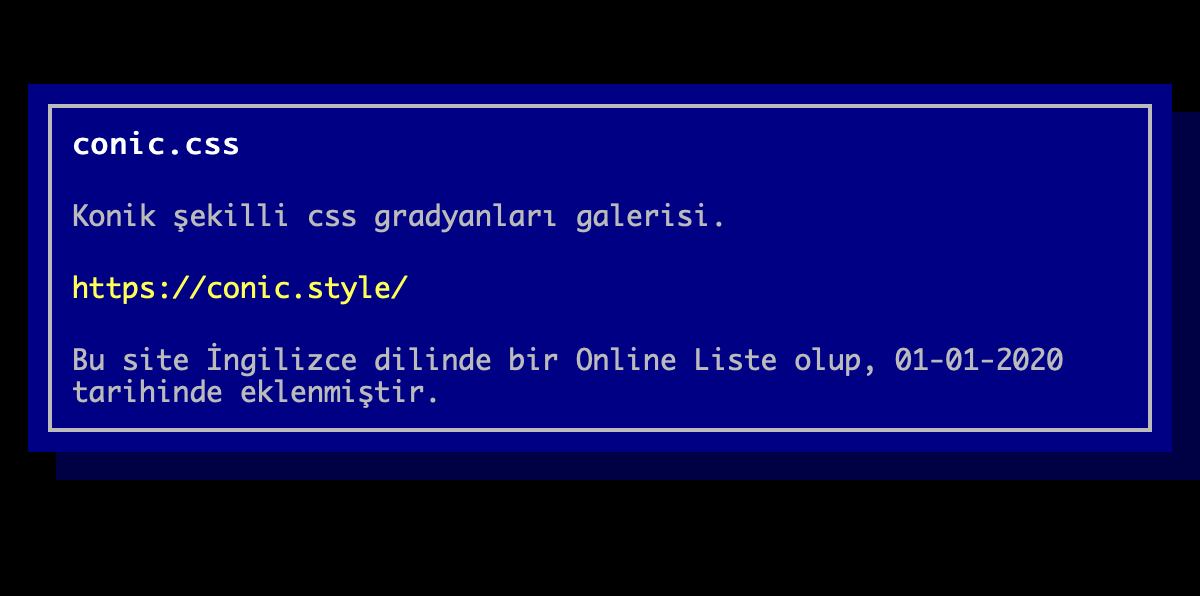 conic.css
Konik şekilli css gradyanları galerisi.
https://conic.style/
Bu site İngilizce dilinde bir Online Liste olup, 01-01-2020
tarihinde eklenmiştir.